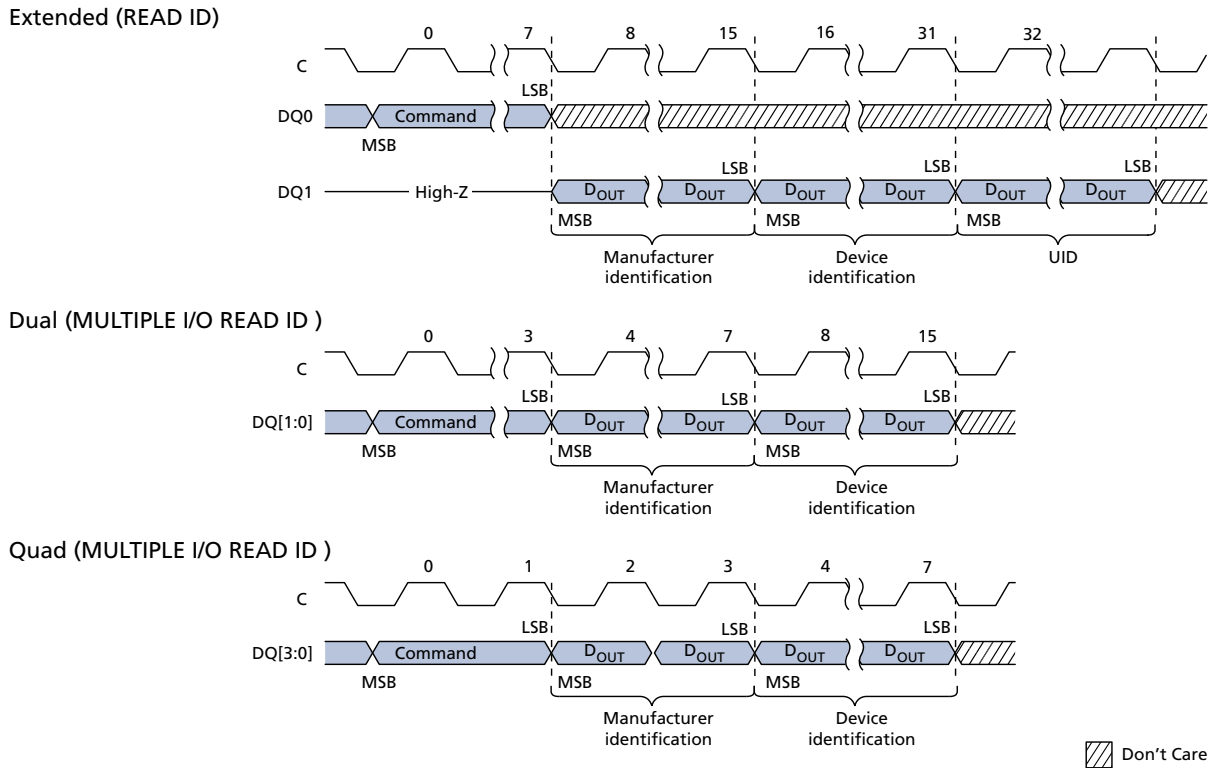 Extended (READ ID)
0 7 8 15 16 31 32
C
LSB
DQ0 Command
MSB
LSB LSB LSB
DQ1 High-Z DOUT DOUT DOUT DOUT DOUT DOUT
MSB MSB MSB
Manufacturer identification
Device identification
UID
Dual (MULTIPLE I/O READ ID )
0 3 4 7 8 15
C
LSB LSB LSB
DQ[1:0] Command DOUT DOUT DOUT DOUT
MSB MSB MSB
Manufacturer identification
Device identification
Quad (MULTIPLE I/O READ ID )
0 1 2 3 4 7
C
LSB LSB LSB
DQ[3:0] Command DOUT DOUT DOUT DOUT
MSB MSB MSB
Manufacturer identification
Device identification
Don't Care